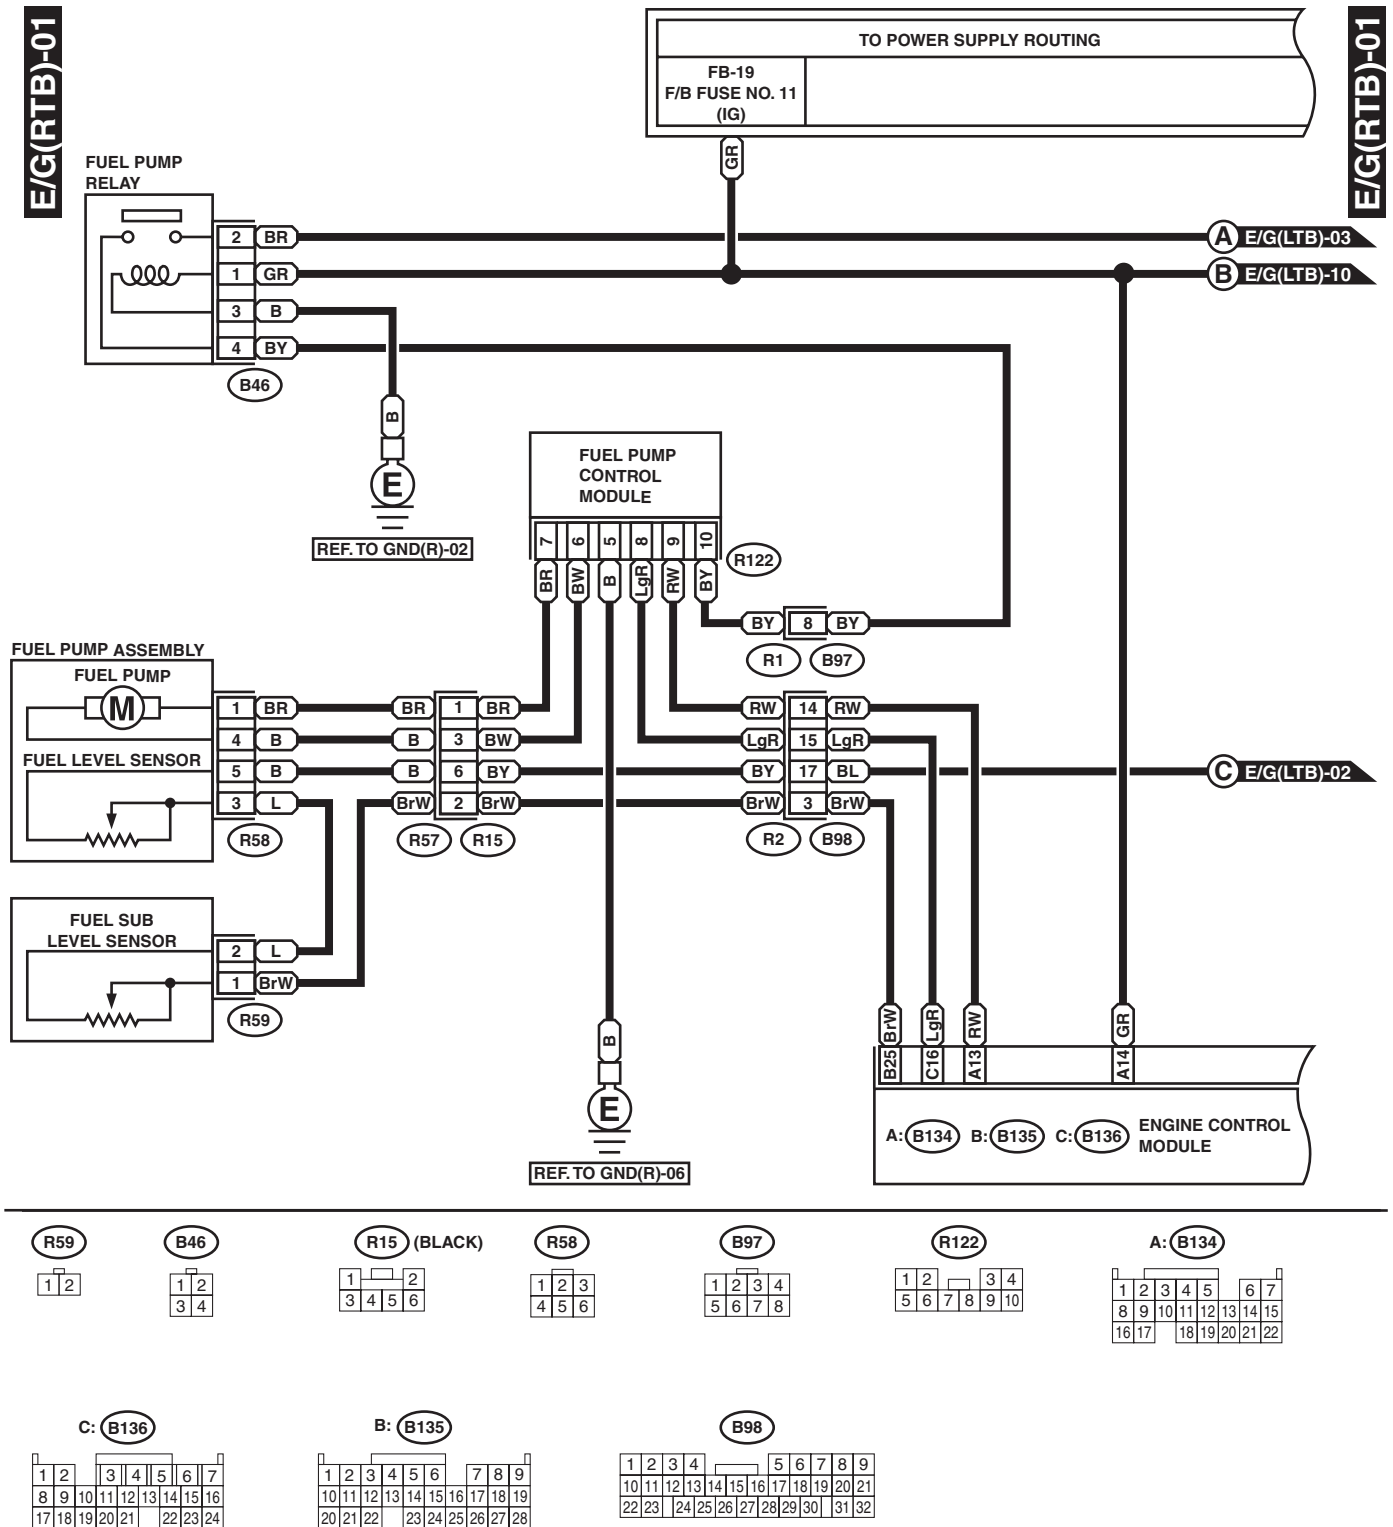 E/G(RTB)-01
E/G(RTB)-01
TO POWER SUPPLY ROUTING
FB-19
F/B FUSE NO. 11
(IG)
GR
FUEL PUMP
RELAY
2 BR
A E/G(LTB)-03
1 GR
B E/G(LTB)-10
3 B
4 BY
B46
B
E
REF. TO GND(R)-02
FUEL PUMP
CONTROL
MODULE
7 6 5 8 9 10
R122
BR BW B LgR RW BY
BY 8 BY
R1 B97
FUEL PUMP ASSEMBLY
FUEL PUMP
M
1 BR BR 1 BR RW 14 RW
4 B B 3 BW LgR 15 LgR
FUEL LEVEL SENSOR
5 B B 6 BY BY 17 BL
C E/G(LTB)-02
3 L BrW 2 BrW BrW 3 BrW
R58 R57 R15 R2 B98
FUEL SUB
LEVEL SENSOR
2 L
1 BrW
R59
B
E
REF. TO GND(R)-06
BrW LgR RW GR
B25 C16 A13 A14
A: B134 B: B135 C: B136
ENGINE CONTROL
MODULE
R59
1 2
B46
1 2
3 4
R15 (BLACK)
1 2
3 4 5 6
R58
1 2 3
4 5 6
B97
1 2 3 4
5 6 7 8
R122
1 2 3 4
5 6 7 8 9 10
A: B134
1 2 3 4 5 6 7
8 9 10 11 12 13 14 15
16 17 18 19 20 21 22
C: B136
1 2 3 4 5 6 7
8 9 10 11 12 13 14 15 16
17 18 19 20 21 22 23 24
B: B135
1 2 3 4 5 6 7 8 9
10 11 12 13 14 15 16 17 18 19
20 21 22 23 24 25 26 27 28
B98
1 2 3 4 5 6 7 8 9
10 11 12 13 14 15 16 17 18 19 20 21
22 23 24 25 26 27 28 29 30 31 32